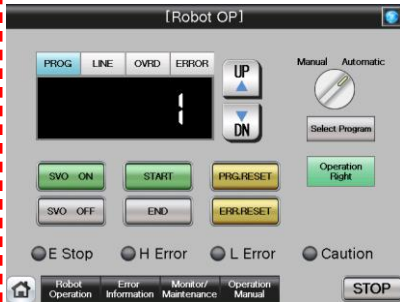 [Robot OP]
PROG LINE OVRD ERROR
1
UP
DN
Manual Automatic
Select Program
Operation
Right
SVO ON START PRG.RESET
SVO OFF END ERR.RESET
E Stop H Error L Error Caution
Robot
Operation
Error
Information
Monitor/
Maintenance
Operation
Manual
STOP